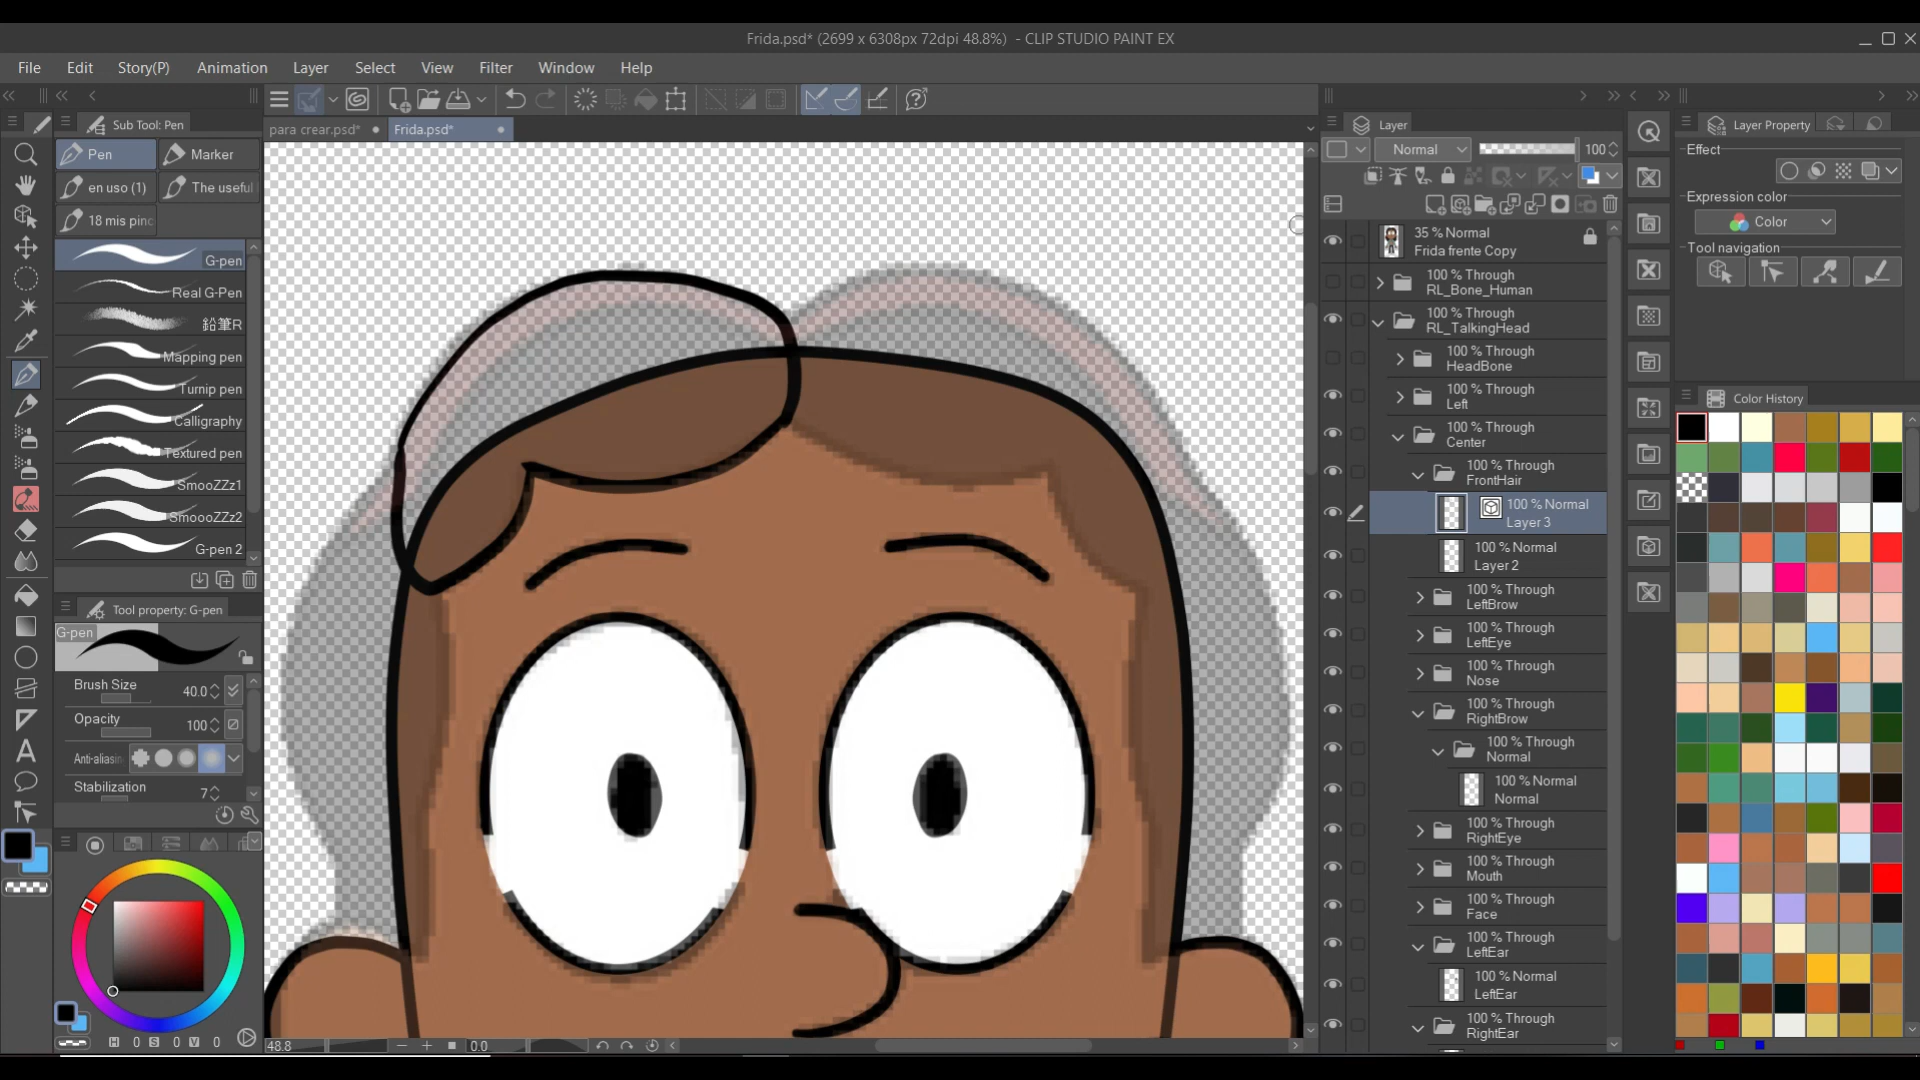 Frida.psd* (2699 x 6308px 72dpi 48.8%)  - CLIP STUDIO PAINT EX
File Edit Story(P) Animation Layer Select View Filter Window Help
Sub Tool: Pen
Pen
Marker
en uso (1)
The useful
18 mis pinc
G-pen
Real G-Pen
鉛筆R
Mapping pen
Turnip pen
Calligraphy
Textured pen
SmooZZz1
SmoooZZz2
G-pen 2
Tool property: G-pen
G-pen
Brush Size 40.0
Opacity 100
Anti-aliasin
Stabilization 7
H 0 S 0 V 0
para crear.psd*
Frida.psd*
48.8
0.0
Layer
Normal 100
35 % Normal
Frida frente Copy
100 % Through
RL_Bone_Human
100 % Through
RL_TalkingHead
100 % Through
HeadBone
100 % Through
Left
100 % Through
Center
100 % Through
FrontHair
100 % Normal
Layer 3
100 % Normal
Layer 2
100 % Through
LeftBrow
100 % Through
LeftEye
100 % Through
Nose
100 % Through
RightBrow
100 % Through
Normal
100 % Normal
Normal
100 % Through
RightEye
100 % Through
Mouth
100 % Through
Face
100 % Through
LeftEar
100 % Normal
LeftEar
100 % Through
RightEar
Layer Property
Effect
Expression color
Color
Tool navigation
Color History